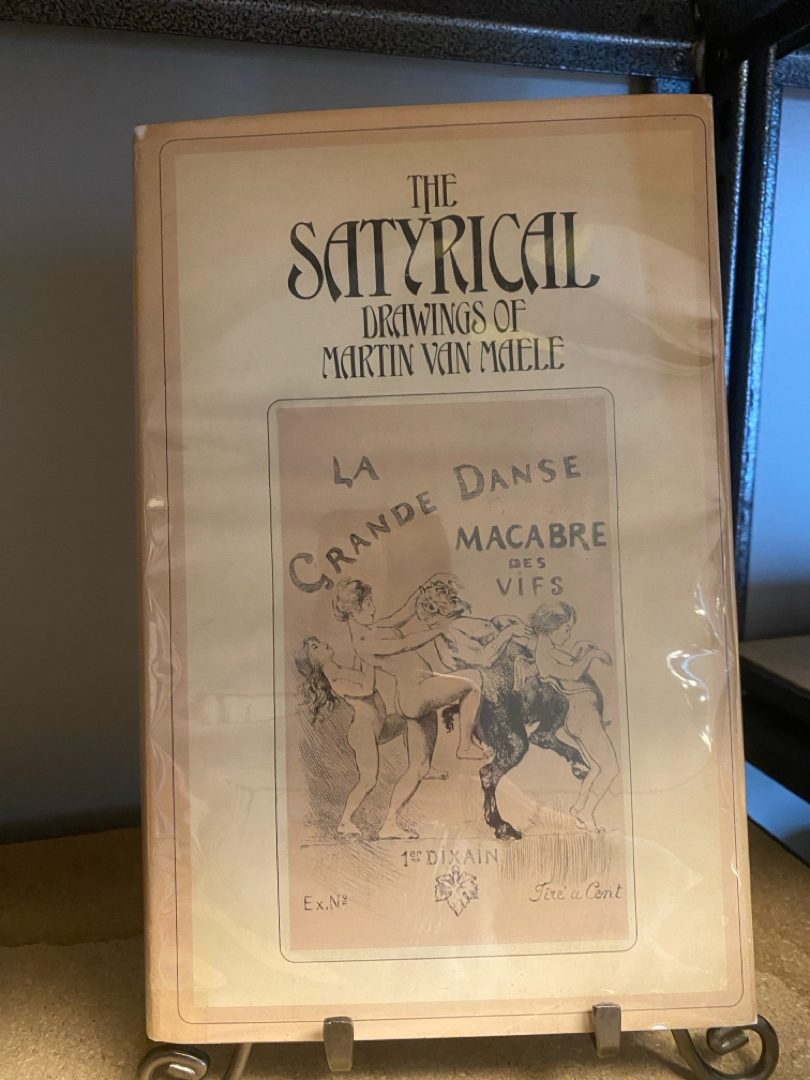 THE
SATYRICAL
DRAWINGS OF
MARTIN VAN MAELE
LA
GRANDE DANSE
MACABRE
DES
VIFS
1er DIXAIN
Ex. No
Tiré a Cent